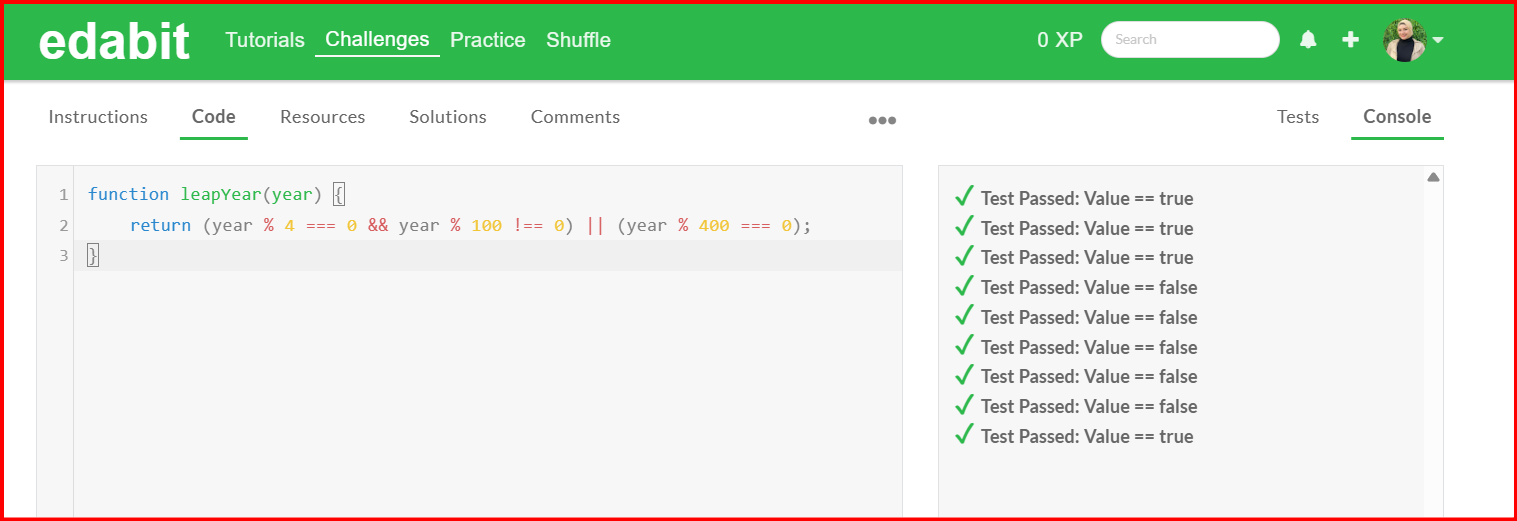 edabit Tutorials Challenges Practice Shuffle 0 XP Search
Instructions Code Resources Solutions Comments ••• Tests Console
1 function leapYear(year) {
2     return (year % 4 === 0 && year % 100 !== 0) || (year % 400 === 0);
3 }
Test Passed: Value == true
Test Passed: Value == true
Test Passed: Value == true
Test Passed: Value == false
Test Passed: Value == false
Test Passed: Value == false
Test Passed: Value == false
Test Passed: Value == false
Test Passed: Value == true